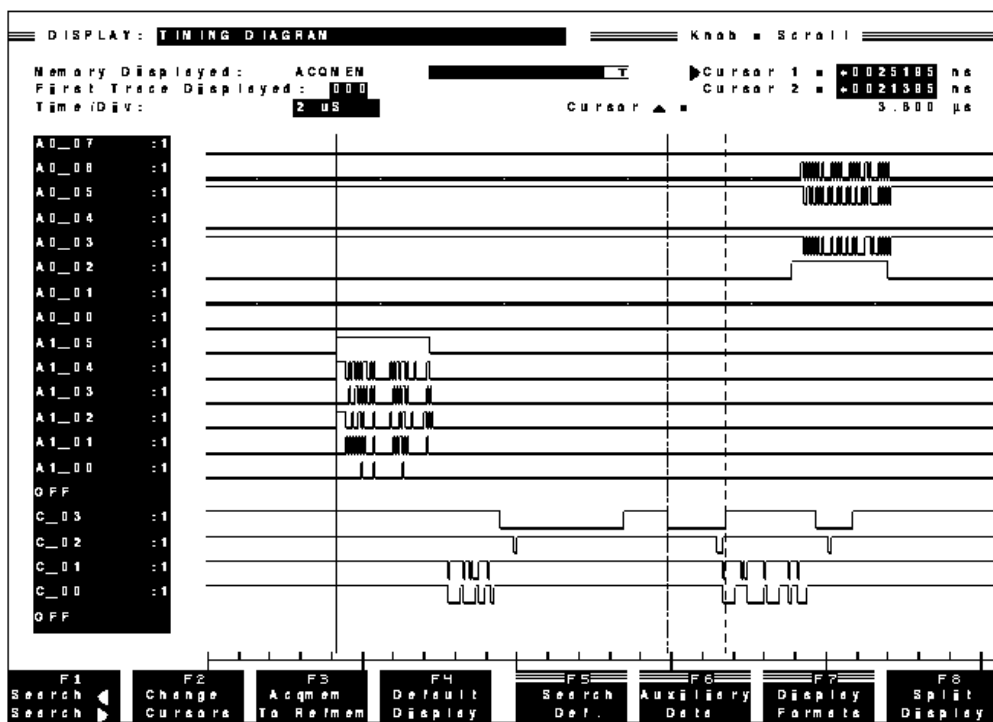 DISPLAY: TIMING DIAGRAM Knob = Scroll
Memory Displayed: ACQMEM T Cursor 1 = +0025195 ns
First Trace Displayed: 000 Cursor 2 = +0021395 ns
Time/Div: 2 uS Cursor ▲ = 3.800 µs
A0_07 :1
A0_06 :1
A0_05 :1
A0_04 :1
A0_03 :1
A0_02 :1
A0_01 :1
A0_00 :1
A1_05 :1
A1_04 :1
A1_03 :1
A1_02 :1
A1_01 :1
A1_00 :1
OFF
C_03 :1
C_02 :1
C_01 :1
C_00 :1
OFF
F1 F2 F3 F4 F5 F6 F7 F8
Search Change Acqmem Default Search Auxiliary Display Split
Search Cursors To Refmem Display Def. Data Formats Display